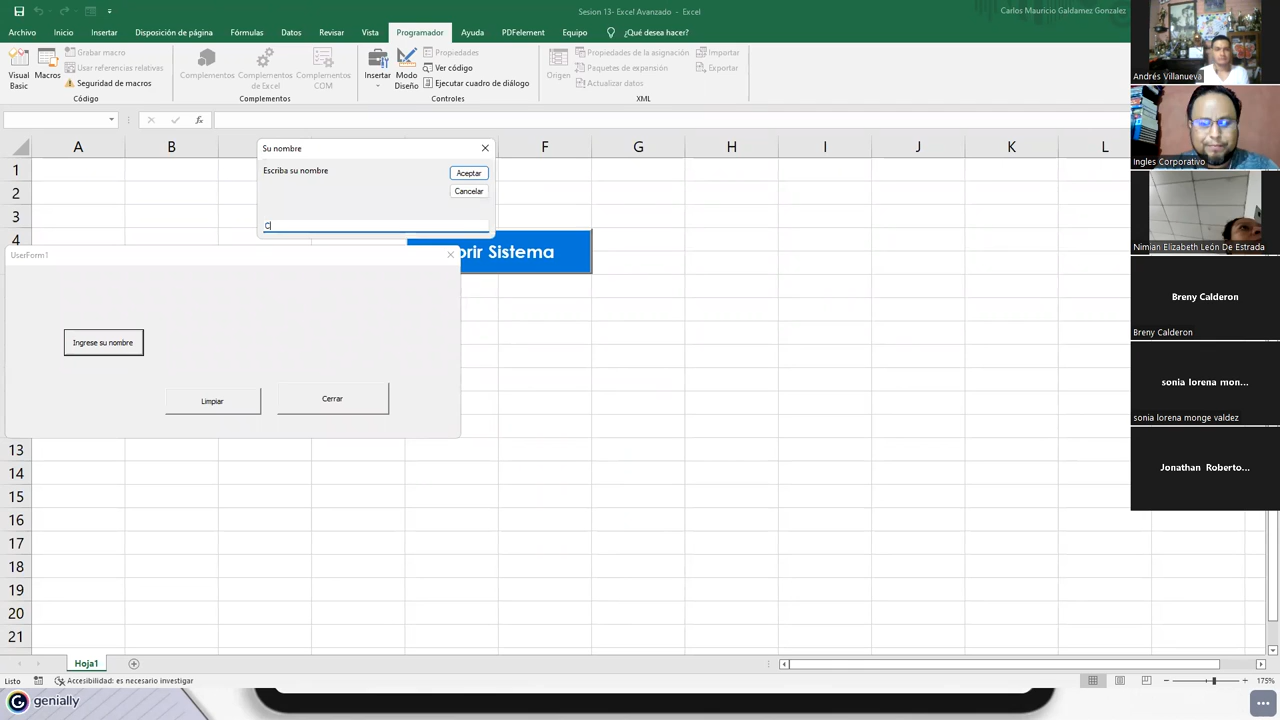 Sesion 13- Excel Avanzado - Excel
Carlos Mauricio Galdamez Gonzalez
Archivo Inicio Insertar Disposición de página Fórmulas Datos Revisar Vista Programador Ayuda PDFelement Equipo ¿Qué desea hacer?
Visual Basic
Macros
Grabar macro
Usar referencias relativas
Seguridad de macros
Código
Complementos
Complementos de Excel
Complementos COM
Complementos
Insertar
Modo Diseño
Propiedades
Ver código
Ejecutar cuadro de diálogo
Controles
Origen
Propiedades de la asignación
Paquetes de expansión
Actualizar datos
Importar
Exportar
XML
fx
A B F G H I J K L
1
2
3
4
13
14
15
16
17
18
19
20
21
Su nombre
Escriba su nombre
Aceptar
Cancelar
C
rir Sistema
UserForm1
Ingrese su nombre
Limpiar
Cerrar
Hoja1
Listo
Accesibilidad: es necesario investigar
175%
genially
Andrés Villanueva
Ingles Corporativo
Nimian Elizabeth León De Estrada
Breny Calderon
Breny Calderon
sonia lorena mon...
sonia lorena monge valdez
Jonathan Roberto...